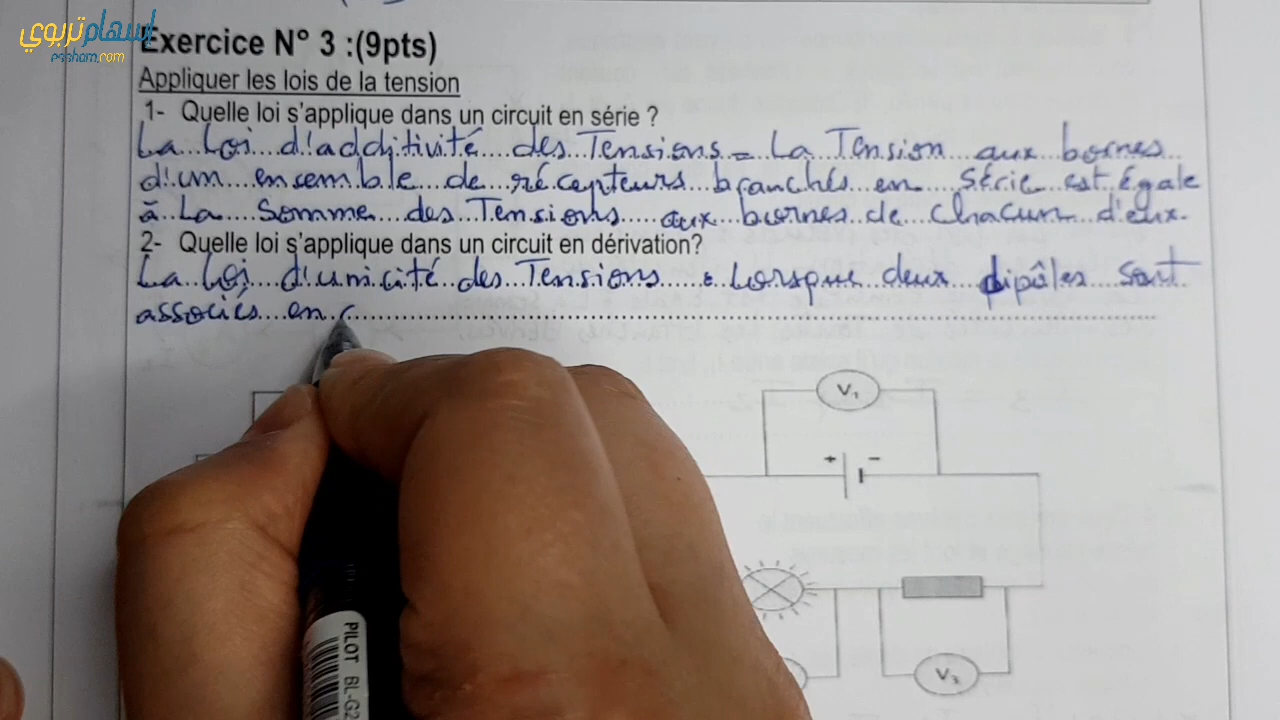 إسهام تربوي
essham.com
Exercice N° 3 :(9pts)
Appliquer les lois de la tension
1- Quelle loi s'applique dans un circuit en série ?
La Loi d'additivité des Tensions = La Tension aux bornes
d'un ensemble de récepteurs branchés en Série est égale
à La Somme des Tensions aux bornes de chacun d'eux.
2- Quelle loi s'applique dans un circuit en dérivation?
La Loi d'unicité des Tensions : Lorsque deux dipôles sont
associés en
V1
+ −
V3
PILOT BL-G2